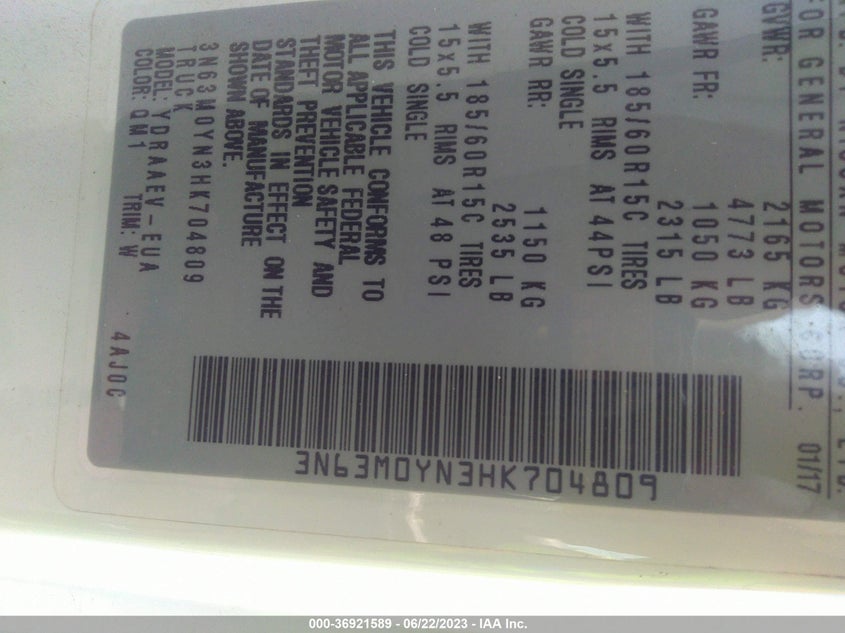 FOR GENERAL MOTORS CORP. 01/17
GVWR: 2165 KG
4773 LB
GAWR FR: 1050 KG
2315 LB
WITH 185/60R15C TIRES
15x5.5 RIMS AT 44PSI
COLD SINGLE
GAWR RR: 1150 KG
2535 LB
WITH 185/60R15C TIRES
15x5.5 RIMS AT 48 PSI
COLD SINGLE
THIS VEHICLE CONFORMS TO
ALL APPLICABLE FEDERAL
MOTOR VEHICLE SAFETY AND
THEFT PREVENTION
STANDARDS IN EFFECT ON THE
DATE OF MANUFACTURE
SHOWN ABOVE.
3N63M0YN3HK704809
TRUCK
MODEL: YDRAAEV-EUA
COLOR: QM1 TRIM: W 4AJ0C
3N63M0YN3HK704809
000-36921589 - 06/22/2023 - IAA Inc.